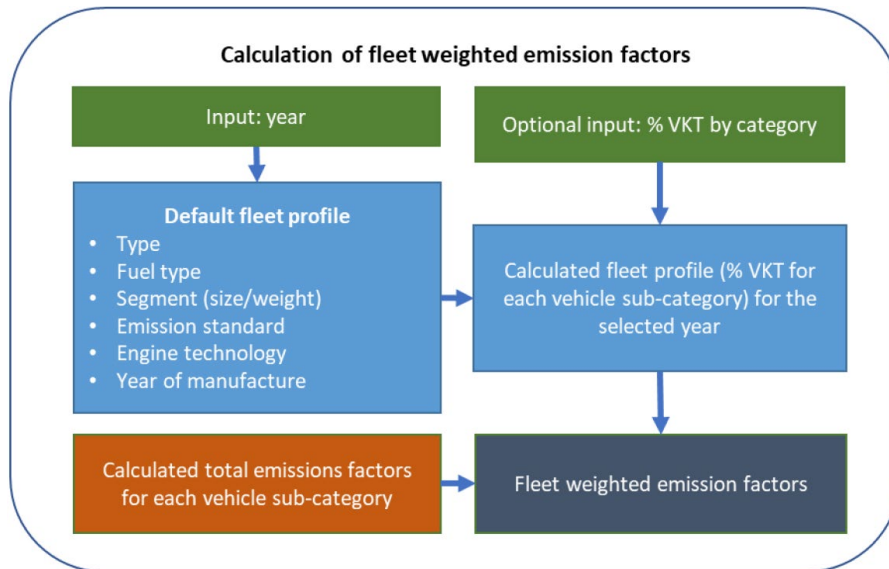 Calculation of fleet weighted emission factors
Input: year
Optional input: % VKT by category
Default fleet profile
• Type
• Fuel type
• Segment (size/weight)
• Emission standard
• Engine technology
• Year of manufacture
Calculated fleet profile (% VKT for
each vehicle sub-category) for the
selected year
Calculated total emissions factors
for each vehicle sub-category
Fleet weighted emission factors